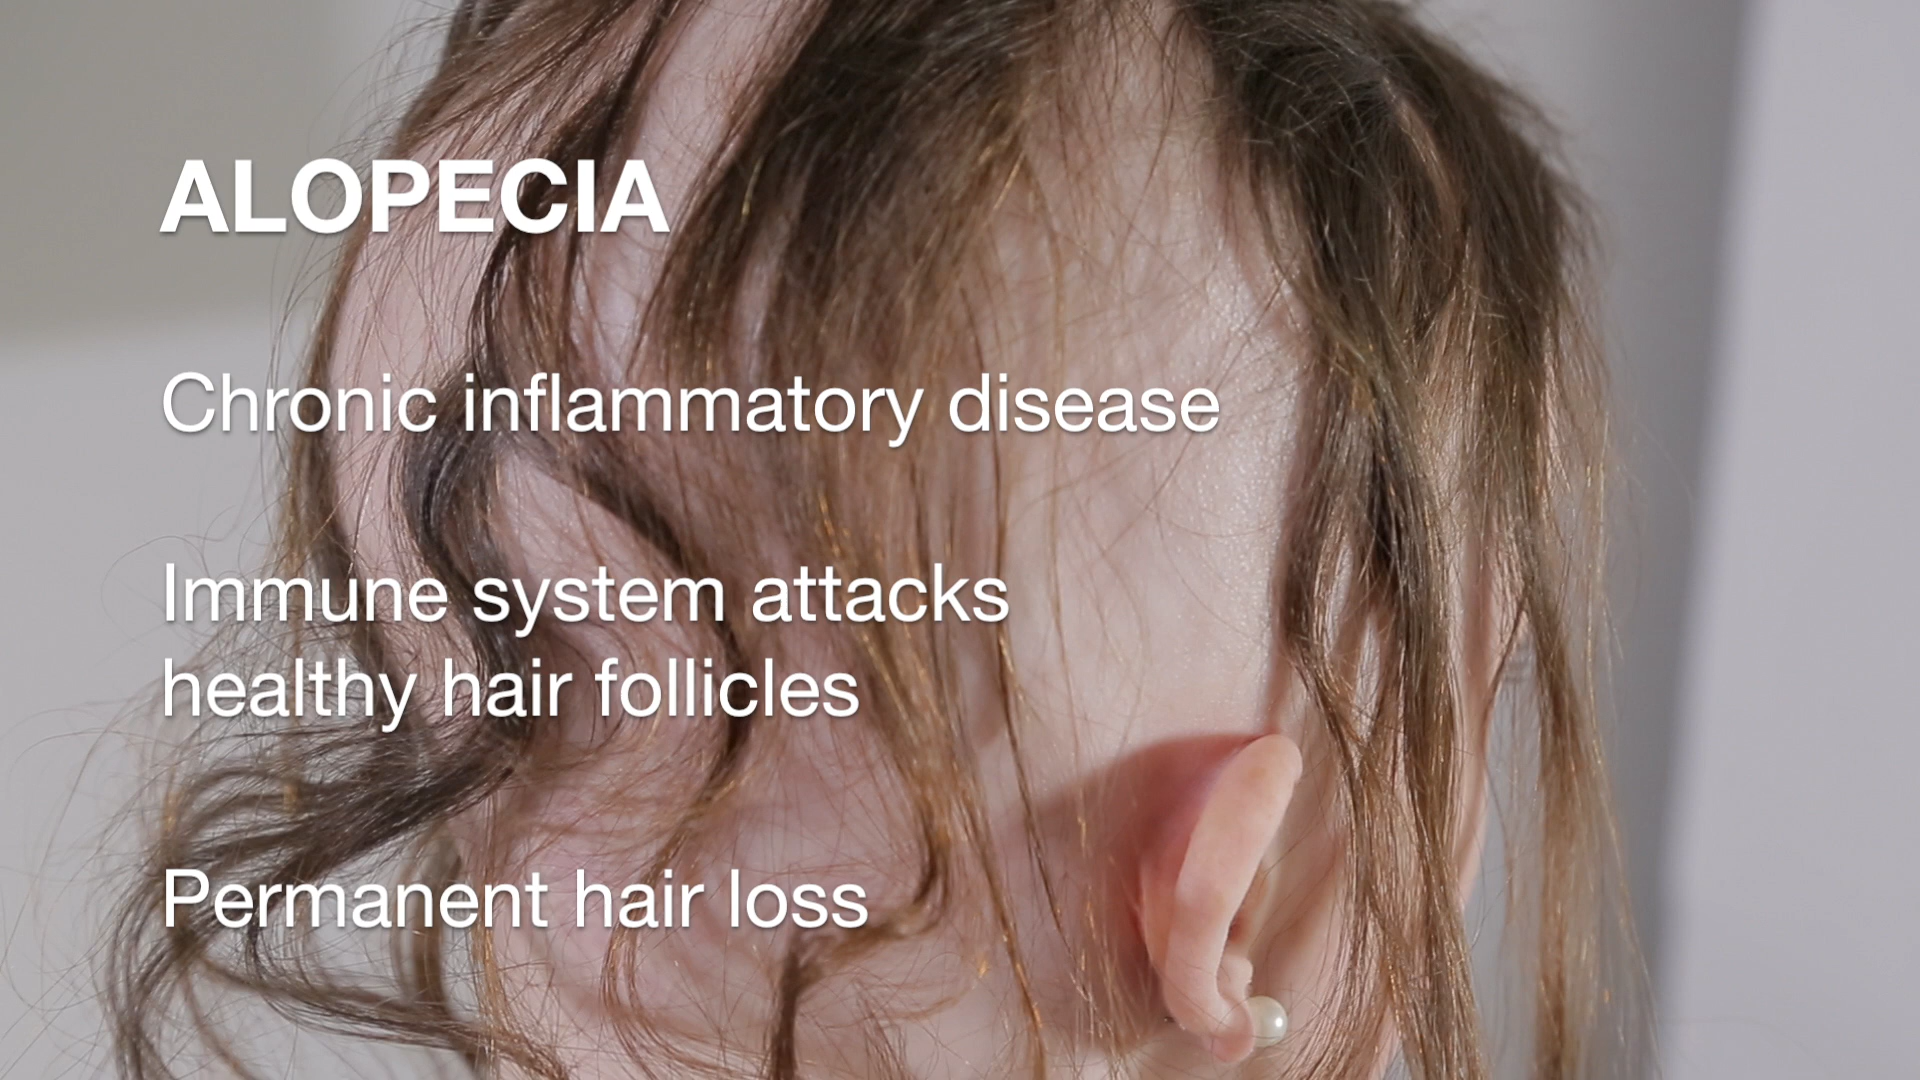 ALOPECIA
Chronic inflammatory disease
Immune system attacks
healthy hair follicles
Permanent hair loss